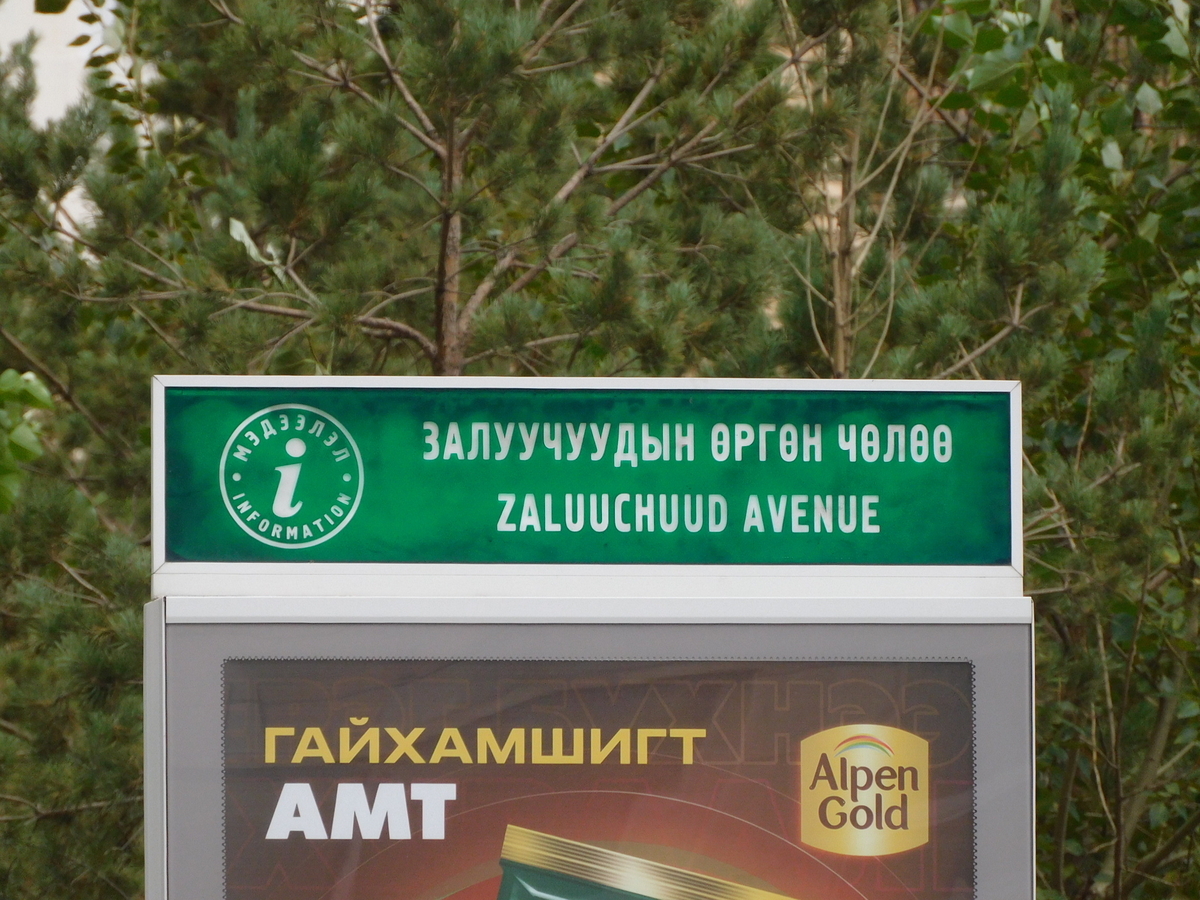 МЭДЭЭЛЭЛ
i
INFORMATION
ЗАЛУУЧУУДЫН ӨРГӨН ЧӨЛӨӨ
ZALUUCHUUD AVENUE
ГАЙХАМШИГТ
АМТ
Alpen
Gold